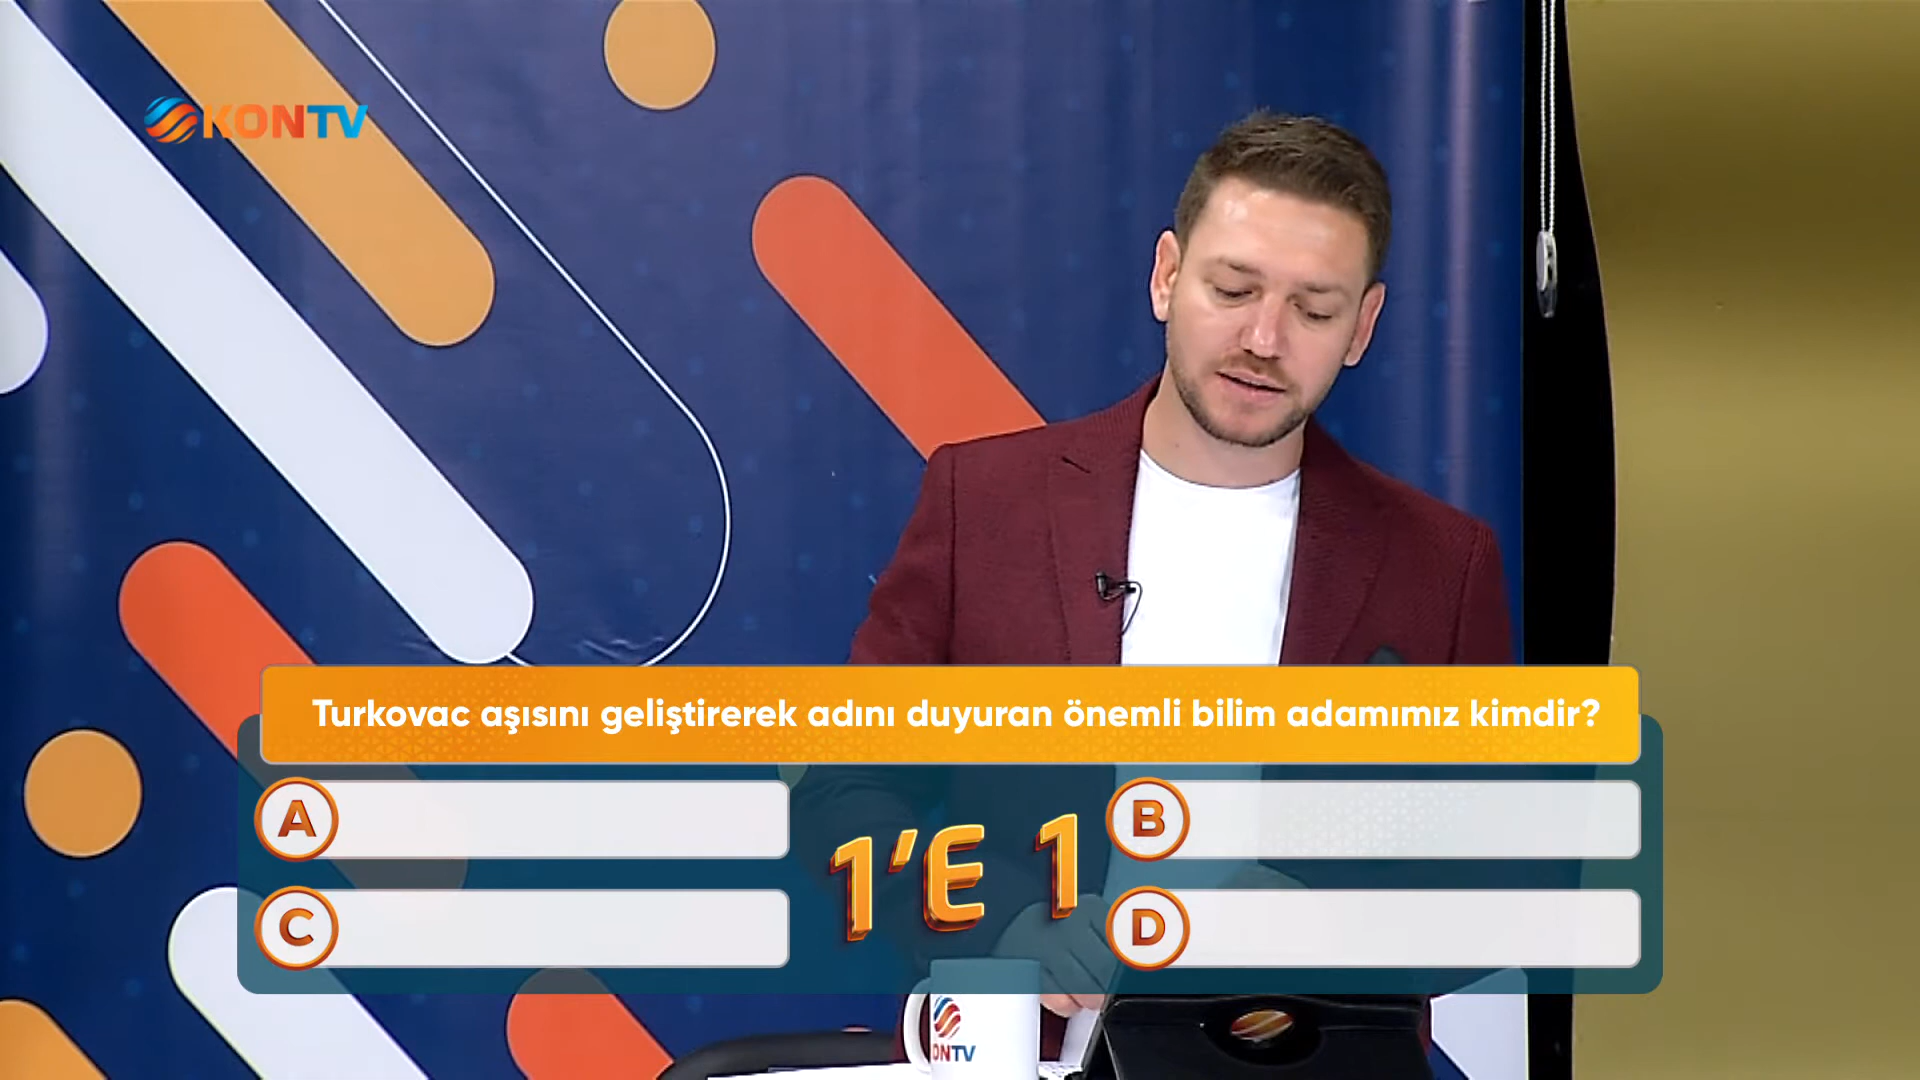 KONTV
Turkovac aşısını geliştirerek adını duyuran önemli bilim adamımız kimdir?
A
B
1'E 1
C
D
ONTV